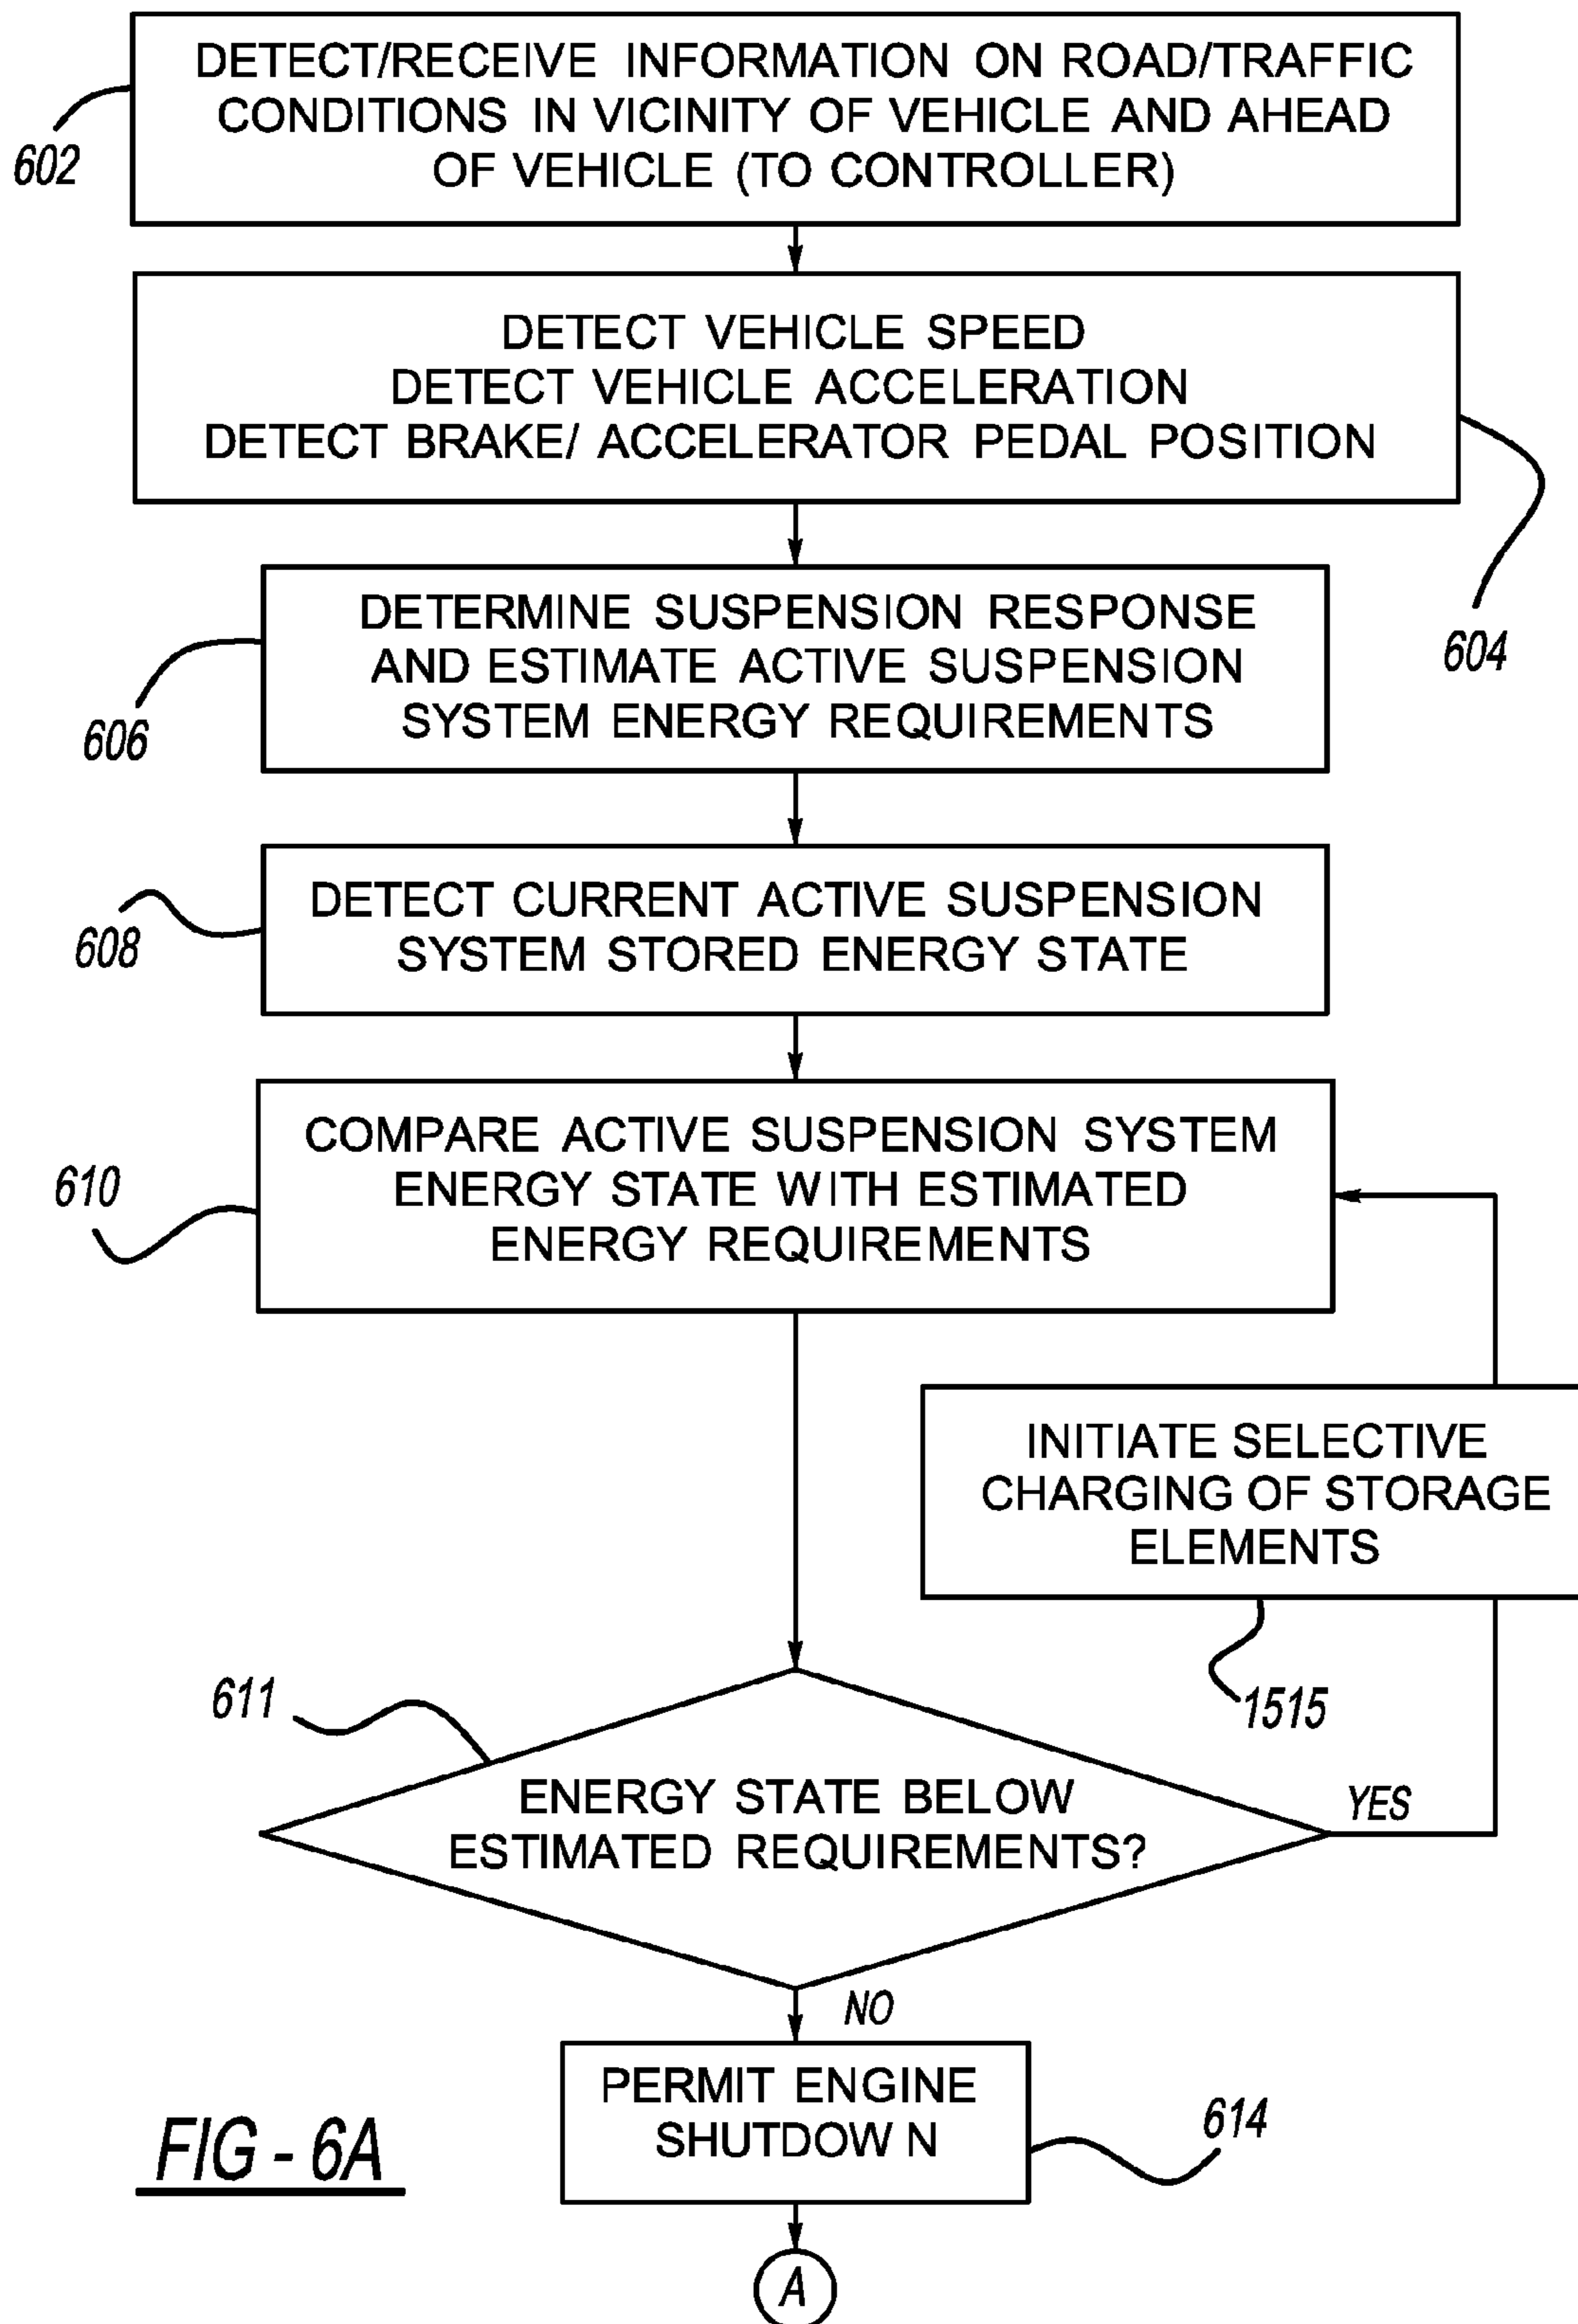 DETECT/RECEIVE INFORMATION ON ROAD/TRAFFIC
CONDITIONS IN VICINITY OF VEHICLE AND AHEAD
OF VEHICLE (TO CONTROLLER)
602
DETECT VEHICLE SPEED
DETECT VEHICLE ACCELERATION
DETECT BRAKE/ ACCELERATOR PEDAL POSITION
604
DETERMINE SUSPENSION RESPONSE
AND ESTIMATE ACTIVE SUSPENSION
SYSTEM ENERGY REQUIREMENTS
606
DETECT CURRENT ACTIVE SUSPENSION
SYSTEM STORED ENERGY STATE
608
COMPARE ACTIVE SUSPENSION SYSTEM
ENERGY STATE WITH ESTIMATED
ENERGY REQUIREMENTS
610
INITIATE SELECTIVE
CHARGING OF STORAGE
ELEMENTS
1515
611
ENERGY STATE BELOW
ESTIMATED REQUIREMENTS?
YES
NO
PERMIT ENGINE
SHUTDOW N
614
FIG - 6A
A